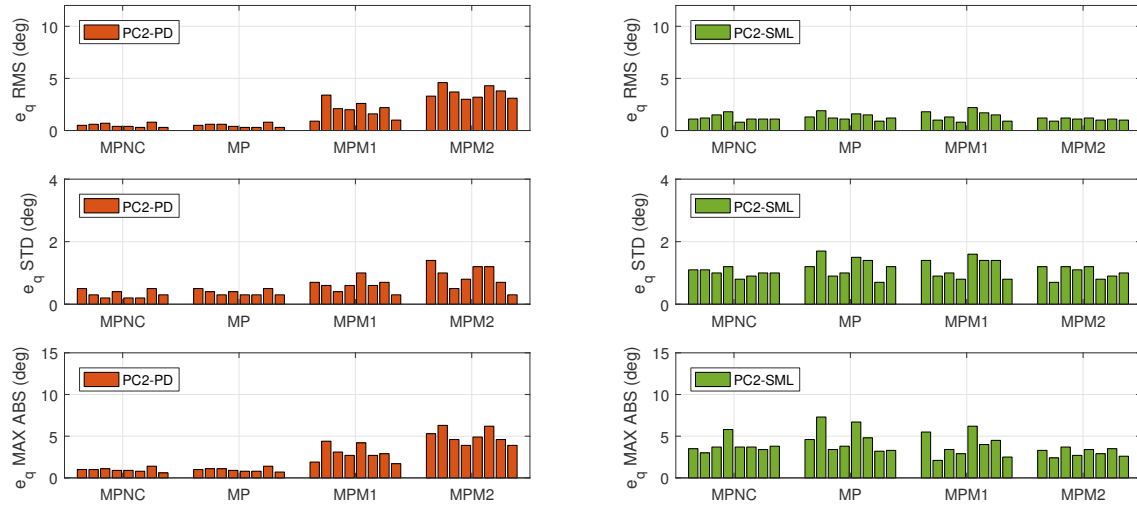 10
5
0
e_q RMS (deg)
PC2-PD
MPNC MP MPM1 MPM2
10
5
0
e_q RMS (deg)
PC2-SML
MPNC MP MPM1 MPM2
4
2
0
e_q STD (deg)
PC2-PD
MPNC MP MPM1 MPM2
4
2
0
e_q STD (deg)
PC2-SML
MPNC MP MPM1 MPM2
15
10
5
0
e_q MAX ABS (deg)
PC2-PD
MPNC MP MPM1 MPM2
15
10
5
0
e_q MAX ABS (deg)
PC2-SML
MPNC MP MPM1 MPM2